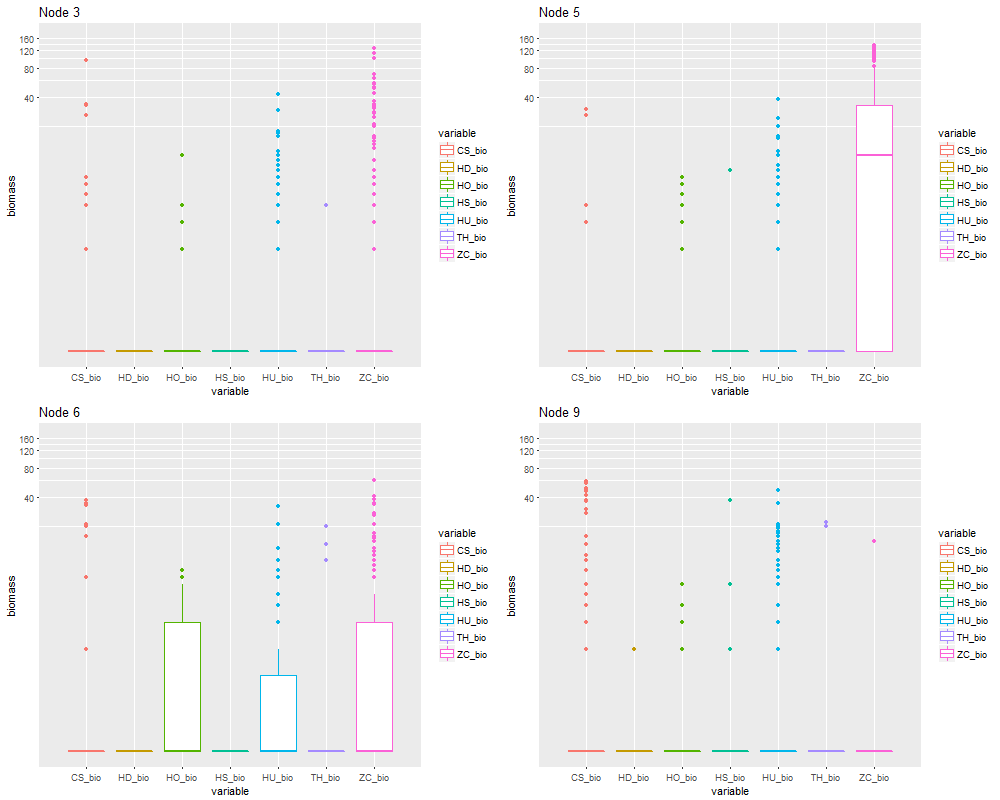 Node 3
160
120
80
40
biomass
CS_bio HD_bio HO_bio HS_bio HU_bio TH_bio ZC_bio
variable
variable
CS_bio
HD_bio
HO_bio
HS_bio
HU_bio
TH_bio
ZC_bio
Node 5
160
120
80
40
biomass
CS_bio HD_bio HO_bio HS_bio HU_bio TH_bio ZC_bio
variable
variable
CS_bio
HD_bio
HO_bio
HS_bio
HU_bio
TH_bio
ZC_bio
Node 6
160
120
80
40
biomass
CS_bio HD_bio HO_bio HS_bio HU_bio TH_bio ZC_bio
variable
variable
CS_bio
HD_bio
HO_bio
HS_bio
HU_bio
TH_bio
ZC_bio
Node 9
160
120
80
40
biomass
CS_bio HD_bio HO_bio HS_bio HU_bio TH_bio ZC_bio
variable
variable
CS_bio
HD_bio
HO_bio
HS_bio
HU_bio
TH_bio
ZC_bio